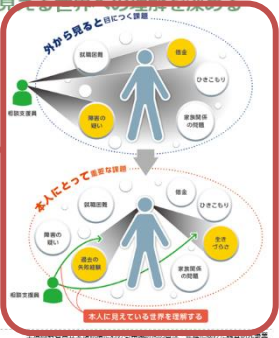 外から見ると目につく課題
就職困難
借金
ひきこもり
相談支援員
障害の
疑い
家族関係
の問題
本人にとって重要な課題
借金
就職困難
ひきこもり
障害の
疑い
生き
づらさ
過去の
失敗経験
家族関係
の問題
相談支援員
本人に見えている世界を理解する